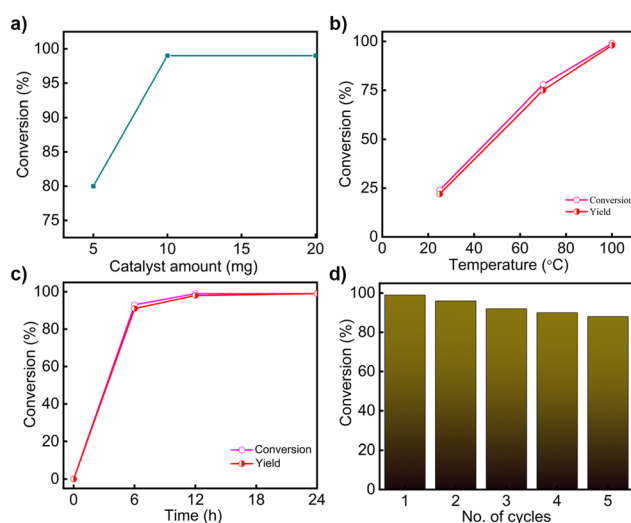 a)
100
95
90
85
80
75
Conversion (%)
5
10
15
20
Catalyst amount (mg)
b)
100
75
50
25
0
Conversion (%)
0
20
40
60
80
100
Temperature (°C)
Conversion
Yield
c)
100
80
60
40
20
0
Conversion (%)
0
6
12
18
24
Time (h)
Conversion
Yield
d)
100
80
60
40
20
0
Conversion (%)
1
2
3
4
5
No. of cycles